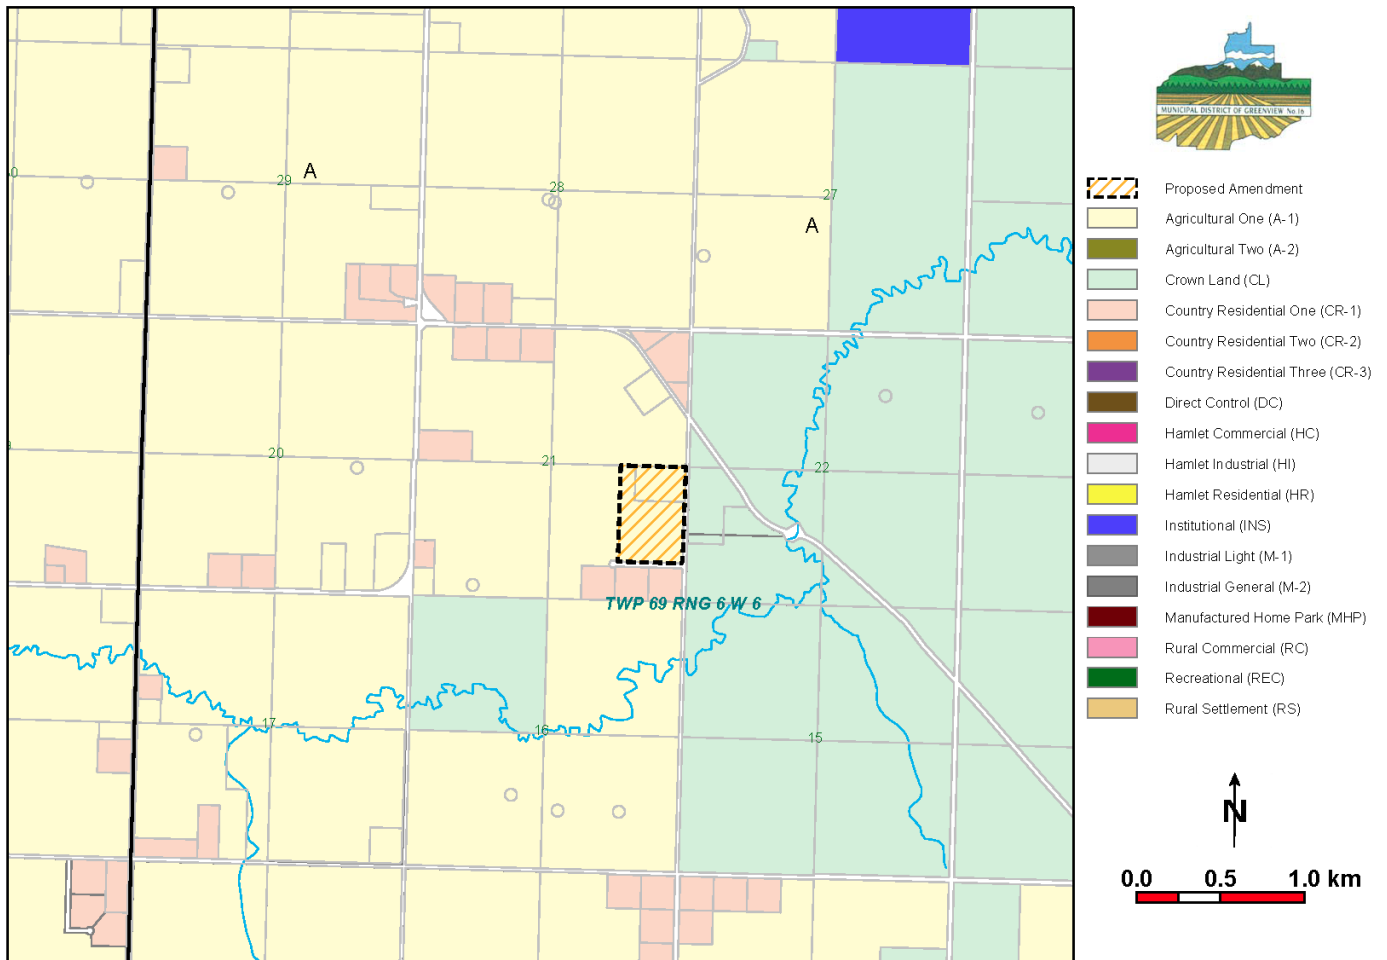 MUNICIPAL DISTRICT OF GREENVIEW No.16
A
29
28
27
A
20
21
22
TWP 69 RNG 6 W 6
17
16
15
Proposed Amendment
Agricultural One (A-1)
Agricultural Two (A-2)
Crown Land (CL)
Country Residential One (CR-1)
Country Residential Two (CR-2)
Country Residential Three (CR-3)
Direct Control (DC)
Hamlet Commercial (HC)
Hamlet Industrial (HI)
Hamlet Residential (HR)
Institutional (INS)
Industrial Light (M-1)
Industrial General (M-2)
Manufactured Home Park (MHP)
Rural Commercial (RC)
Recreational (REC)
Rural Settlement (RS)
N
0.0 0.5 1.0 km